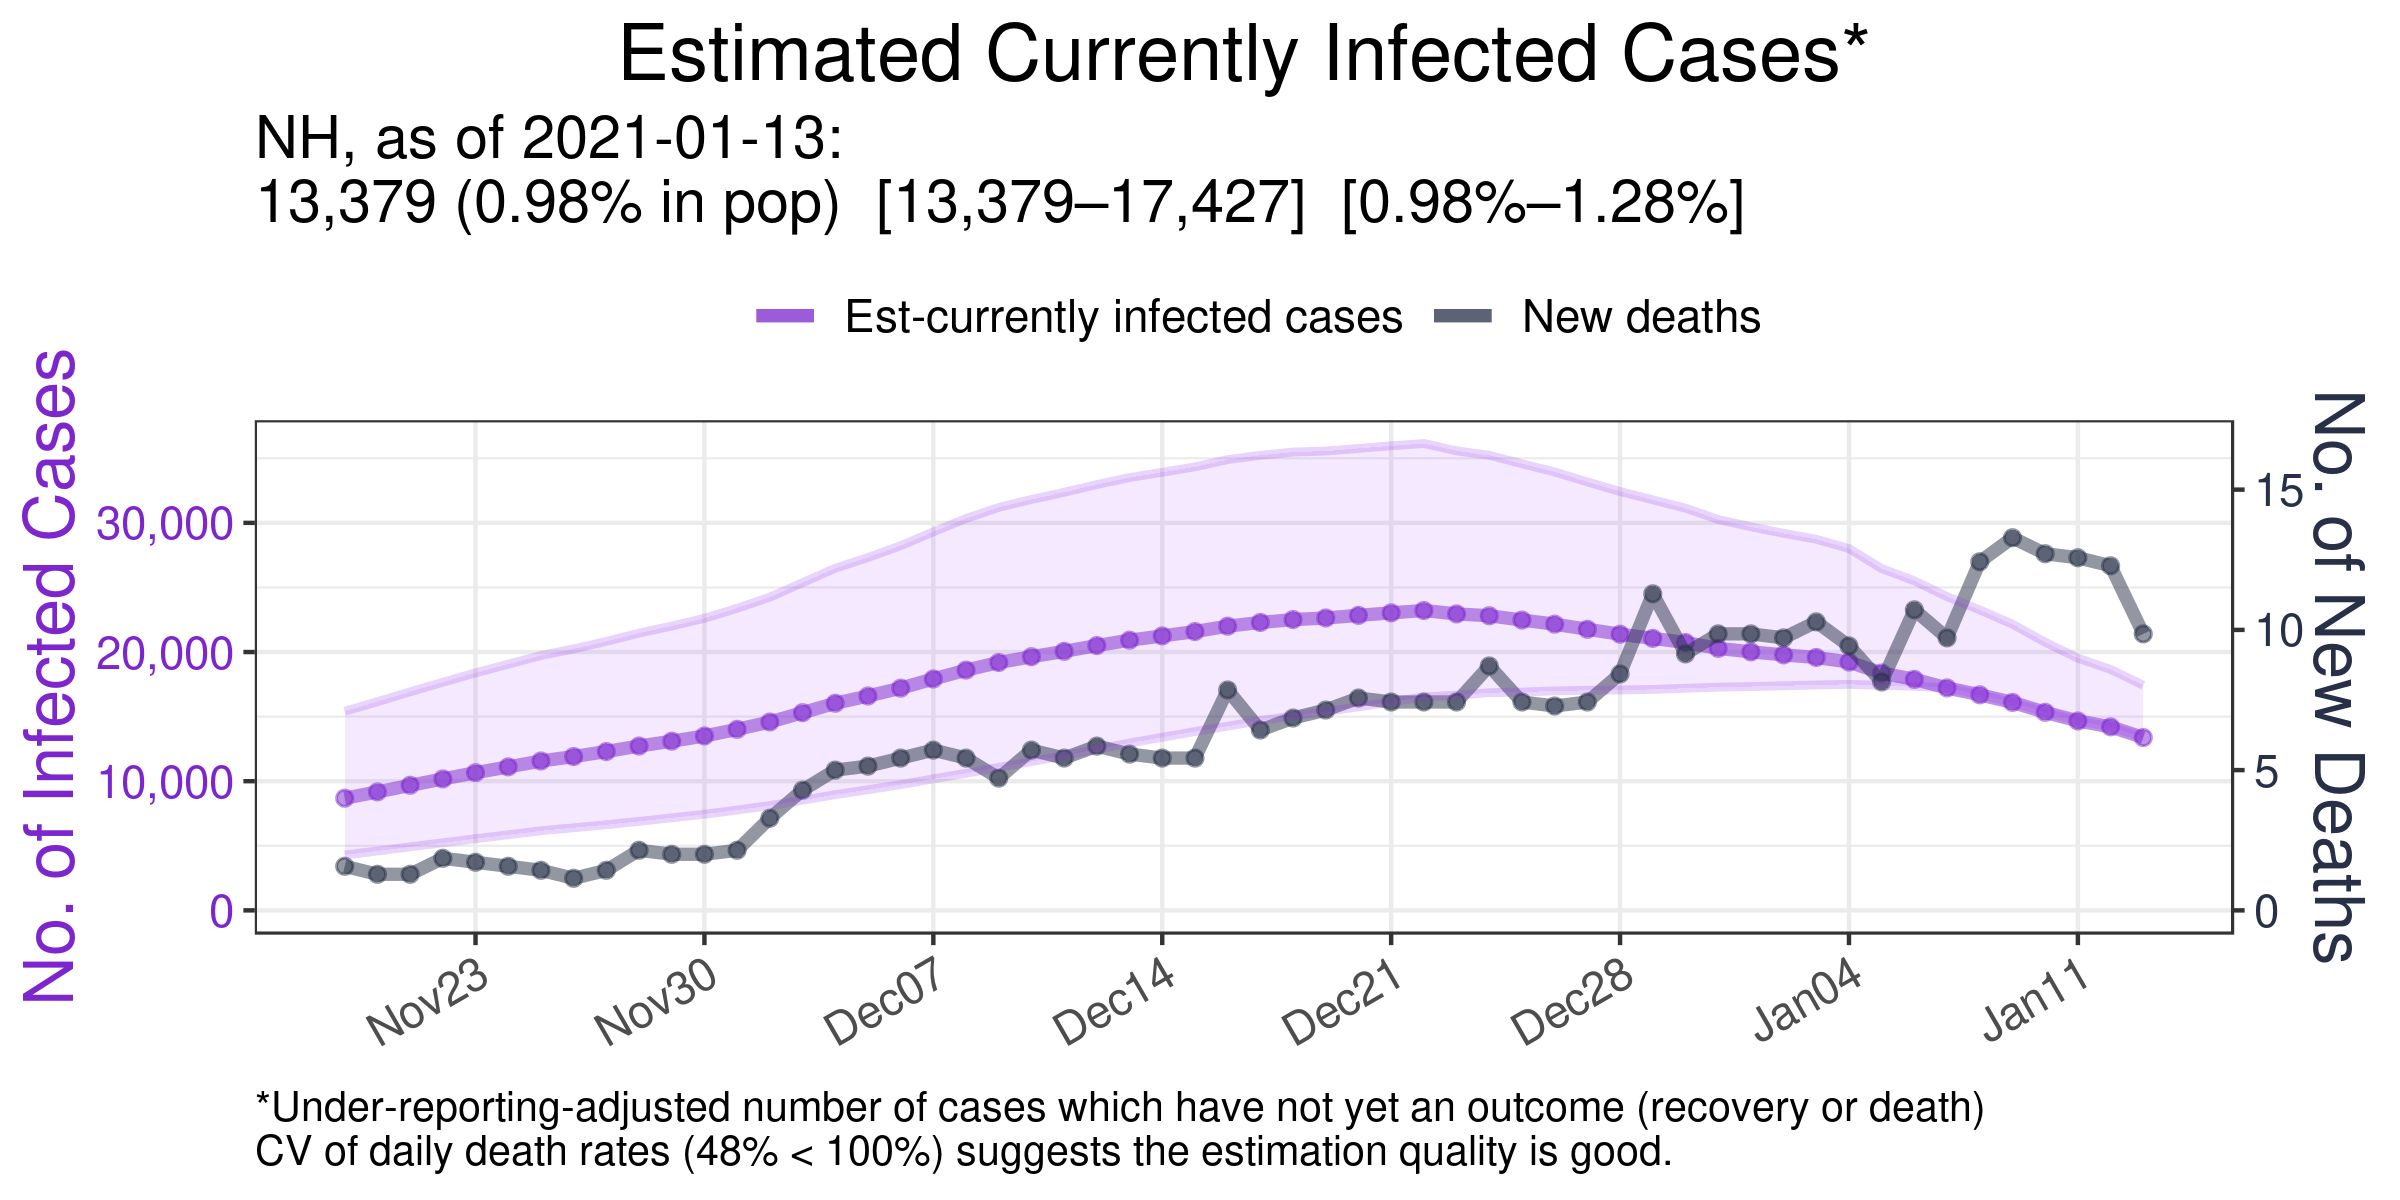 Estimated Currently Infected Cases*
NH, as of 2021-01-13:
13,379 (0.98% in pop)  [13,379–17,427]  [0.98%–1.28%]
Est-currently infected cases
New deaths
No. of Infected Cases
30,000
20,000
10,000
0
15
10
5
0
No. of New Deaths
Nov23
Nov30
Dec07
Dec14
Dec21
Dec28
Jan04
Jan11
*Under-reporting-adjusted number of cases which have not yet an outcome (recovery or death)
CV of daily death rates (48% < 100%) suggests the estimation quality is good.